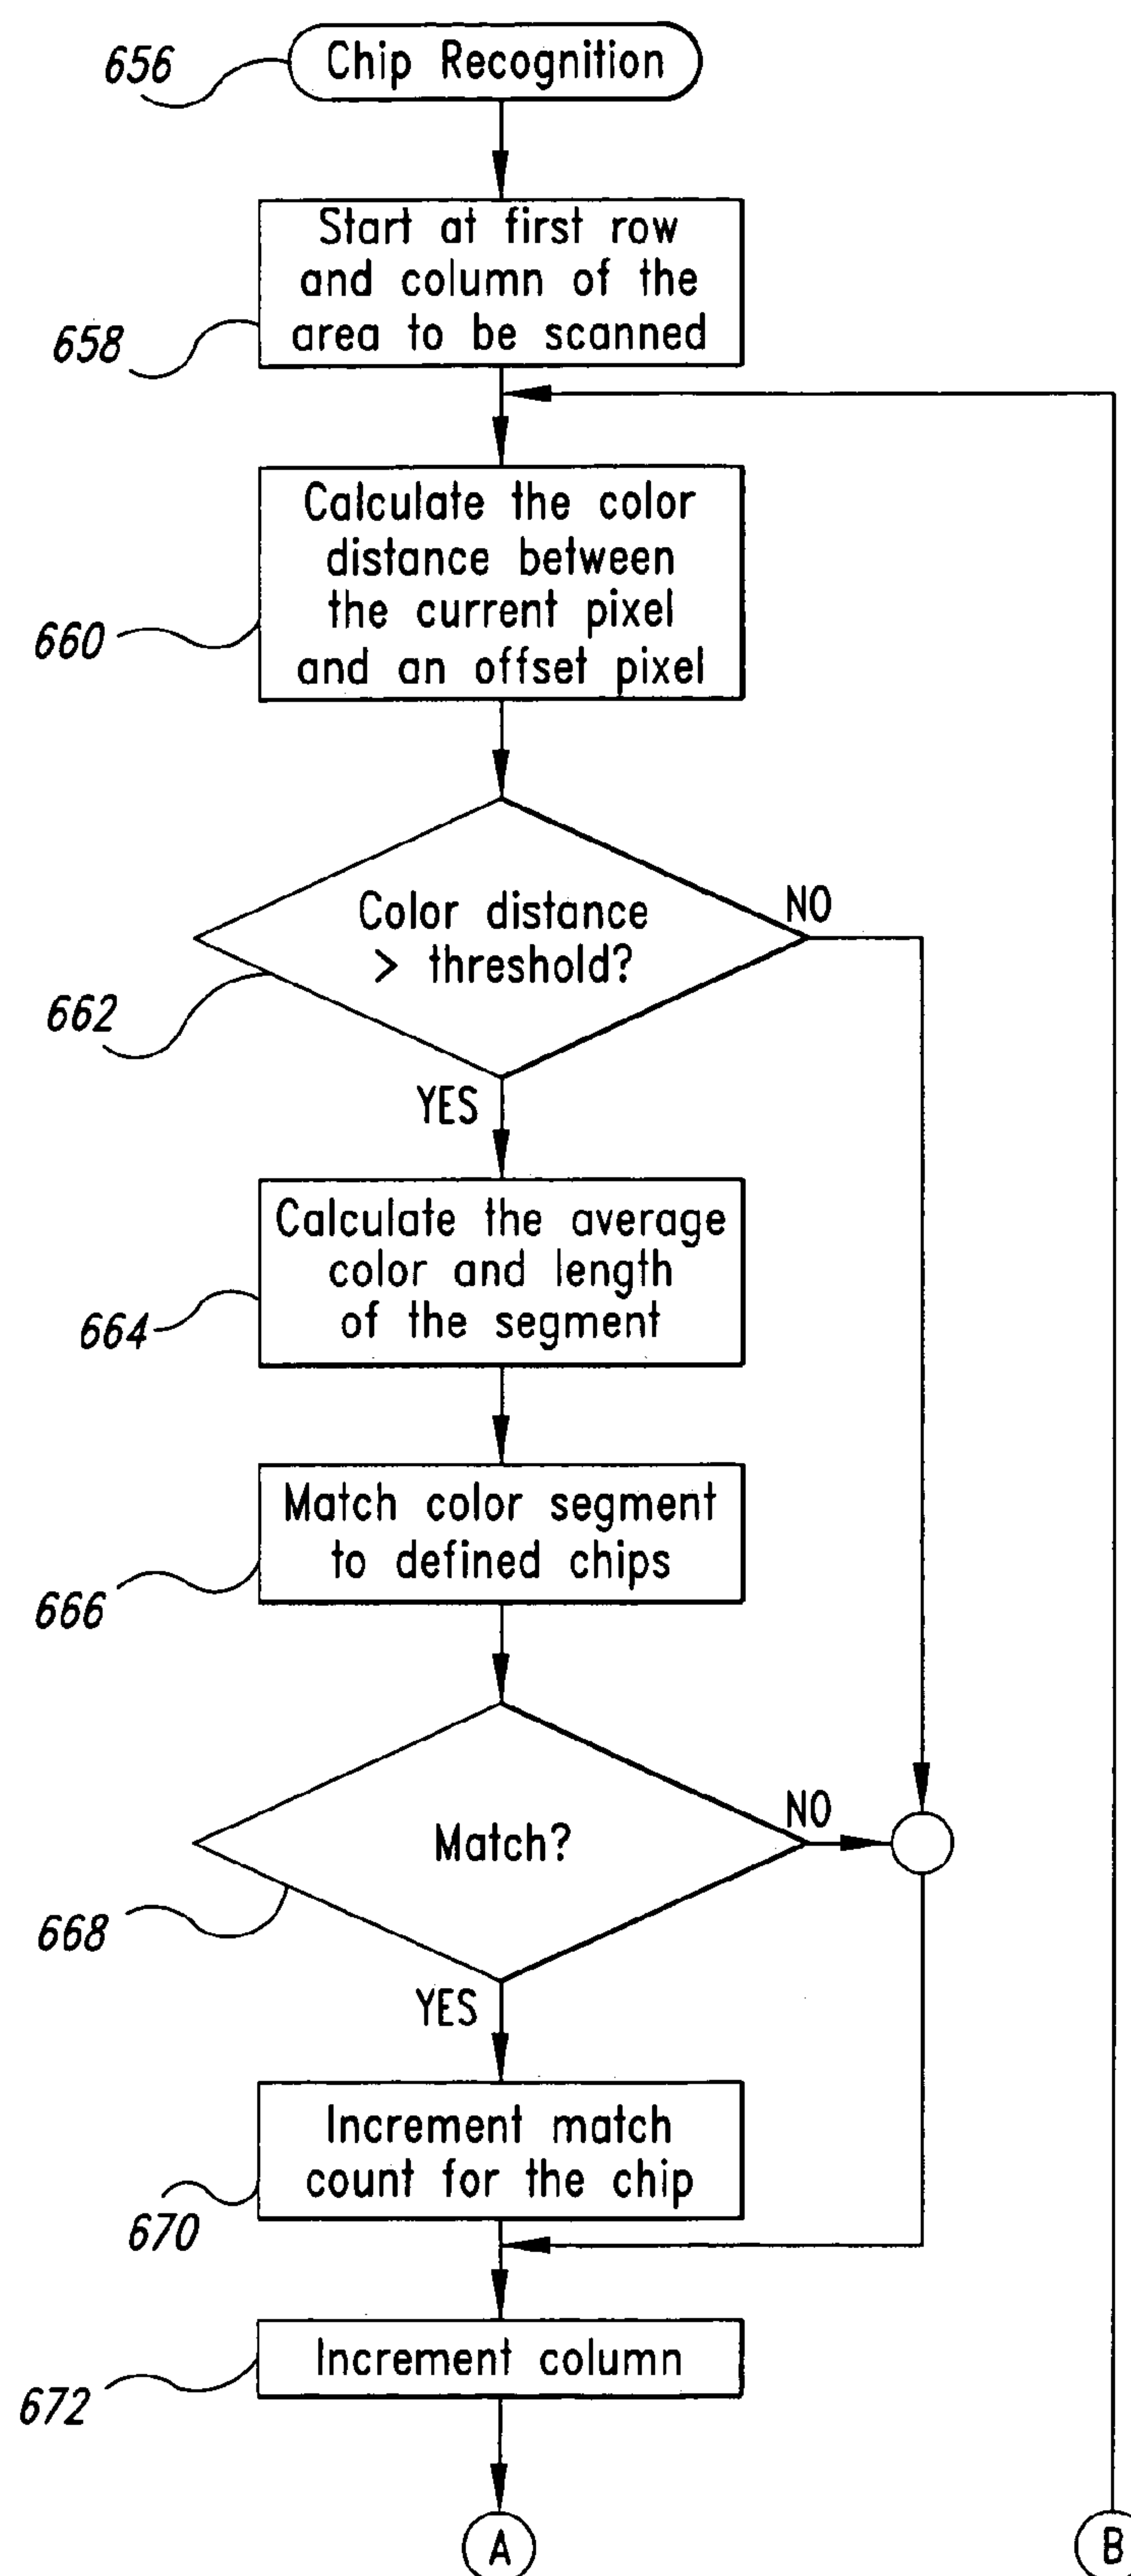 656
Chip Recognition
Start at first row
and column of the
area to be scanned
658
Calculate the color
distance between
the current pixel
and an offset pixel
660
Color distance
> threshold?
NO
662
YES
Calculate the average
color and length
of the segment
664
Match color segment
to defined chips
666
Match?
NO
668
YES
Increment match
count for the chip
670
Increment column
672
A
B